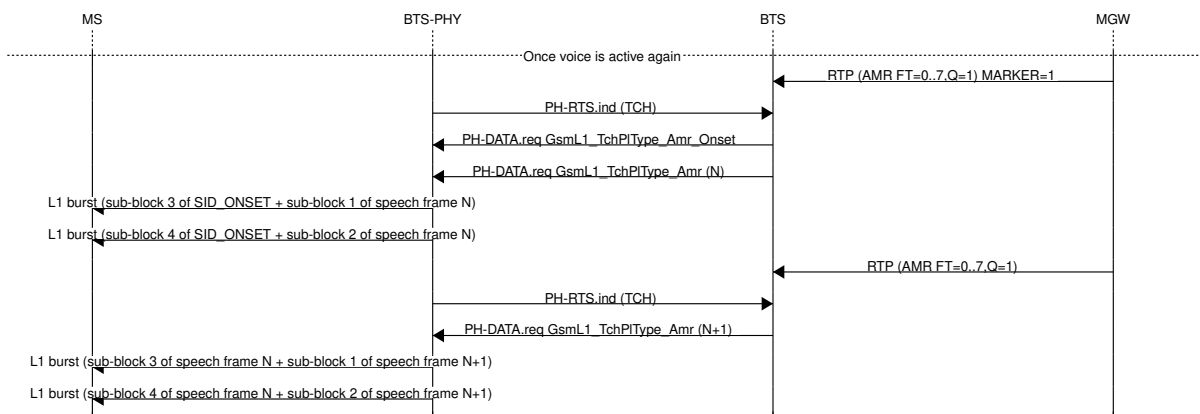 MS BTS-PHY BTS MGW
Once voice is active again
RTP (AMR FT=0..7,Q=1) MARKER=1
PH-RTS.ind (TCH)
PH-DATA.req GsmL1_TchPlType_Amr_Onset
PH-DATA.req GsmL1_TchPlType_Amr (N)
L1 burst (sub-block 3 of SID_ONSET + sub-block 1 of speech frame N)
L1 burst (sub-block 4 of SID_ONSET + sub-block 2 of speech frame N)
RTP (AMR FT=0..7,Q=1)
PH-RTS.ind (TCH)
PH-DATA.req GsmL1_TchPlType_Amr (N+1)
L1 burst (sub-block 3 of speech frame N + sub-block 1 of speech frame N+1)
L1 burst (sub-block 4 of speech frame N + sub-block 2 of speech frame N+1)